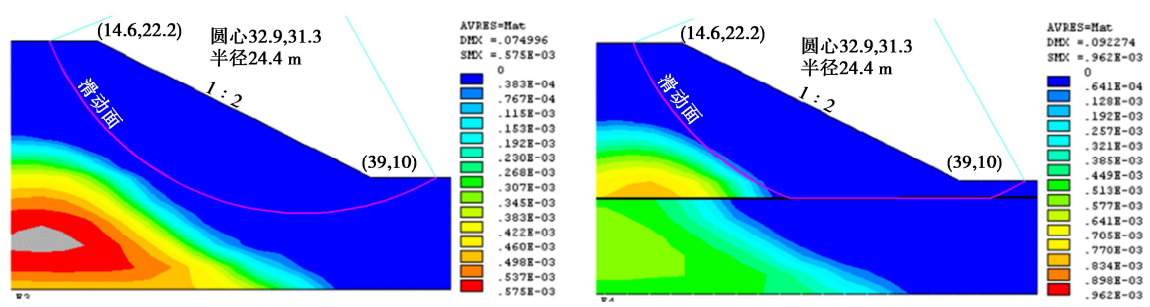 (14.6,22.2)
圆心32.9,31.3
半径24.4 m
1:2
滑动面
(39,10)
AVRES=Mat
DMX =.074996
SMX =.575E-03
0
.383E-04
.767E-04
.115E-03
.153E-03
.192E-03
.230E-03
.268E-03
.307E-03
.345E-03
.383E-03
.422E-03
.460E-03
.498E-03
.537E-03
.575E-03
(14.6,22.2)
圆心32.9,31.3
半径24.4 m
1:2
滑动面
(39,10)
AVRES=Mat
DMX =.092274
SMX =.962E-03
0
.641E-04
.128E-03
.192E-03
.257E-03
.321E-03
.385E-03
.449E-03
.513E-03
.577E-03
.641E-03
.705E-03
.770E-03
.834E-03
.898E-03
.962E-03